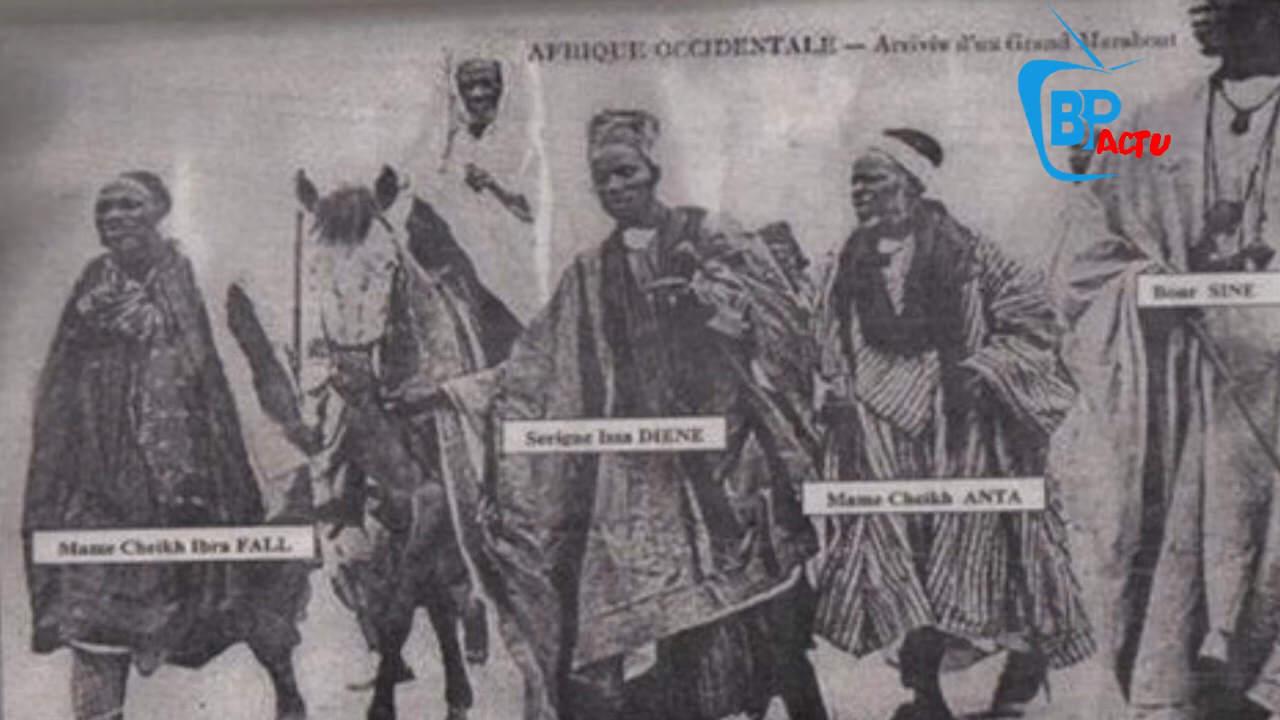 AFRIQUE OCCIDENTALE — Arrivée d'un Grand Marabout
BP
ACTU
Bour SINE
Serigne Issa DIENE
Mame Cheikh ANTA
Mame Cheikh Ibra FALL